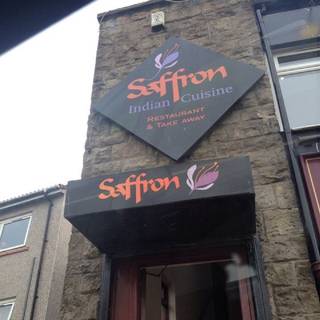 Saffron
Indian Cuisine
RESTAURANT
& TAKE AWAY
Saffron